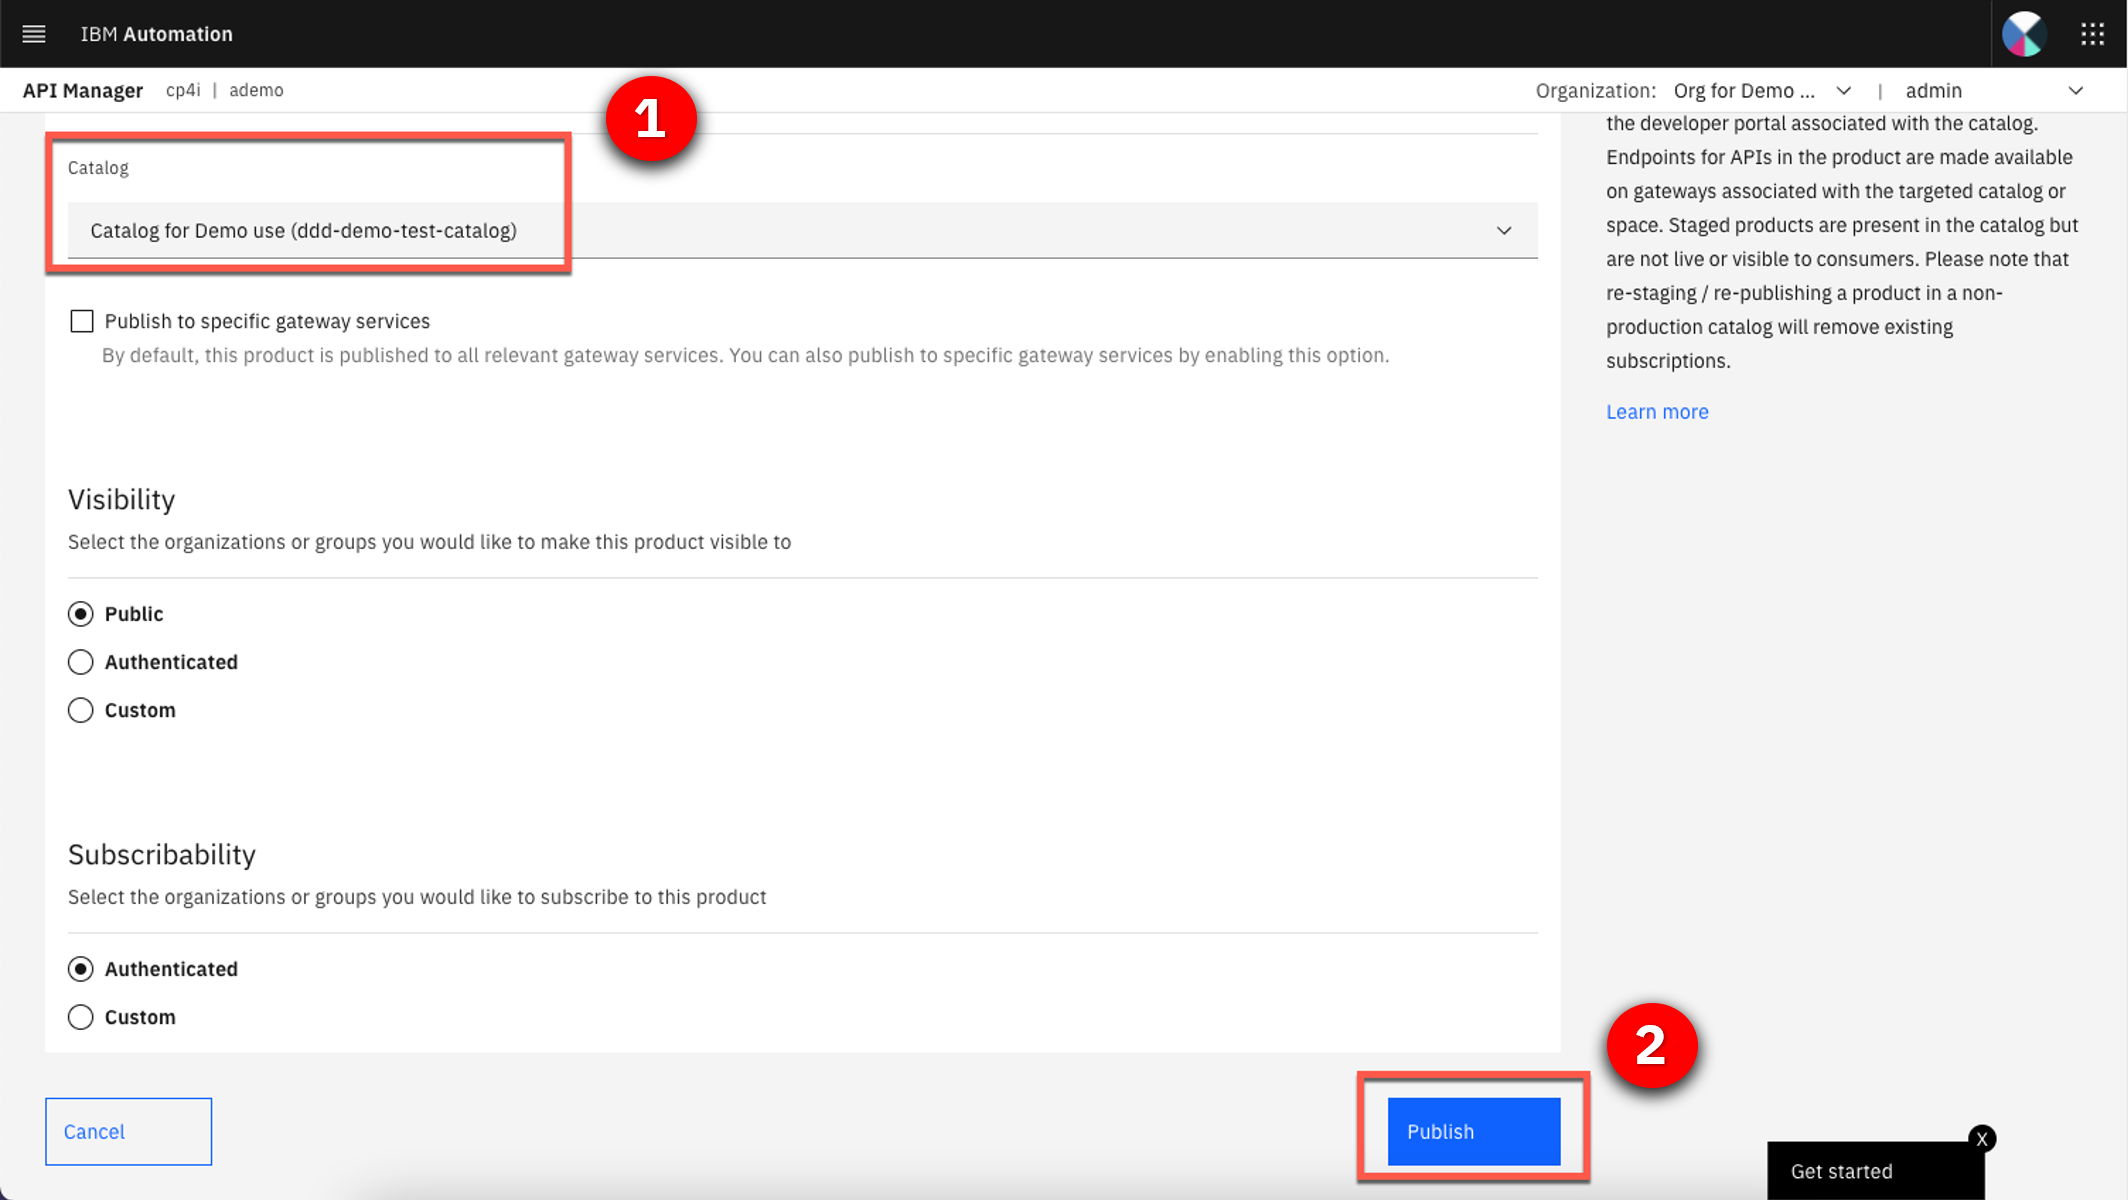 IBM Automation
API Manager cp4i | ademo
Organization: Org for Demo ... | admin
1
Catalog
Catalog for Demo use (ddd-demo-test-catalog)
Publish to specific gateway services
By default, this product is published to all relevant gateway services. You can also publish to specific gateway services by enabling this option.
Visibility
Select the organizations or groups you would like to make this product visible to
Public
Authenticated
Custom
Subscribability
Select the organizations or groups you would like to subscribe to this product
Authenticated
Custom
the developer portal associated with the catalog.
Endpoints for APIs in the product are made available
on gateways associated with the targeted catalog or
space. Staged products are present in the catalog but
are not live or visible to consumers. Please note that
re-staging / re-publishing a product in a non-
production catalog will remove existing
subscriptions.
Learn more
2
Cancel
Publish
X
Get started